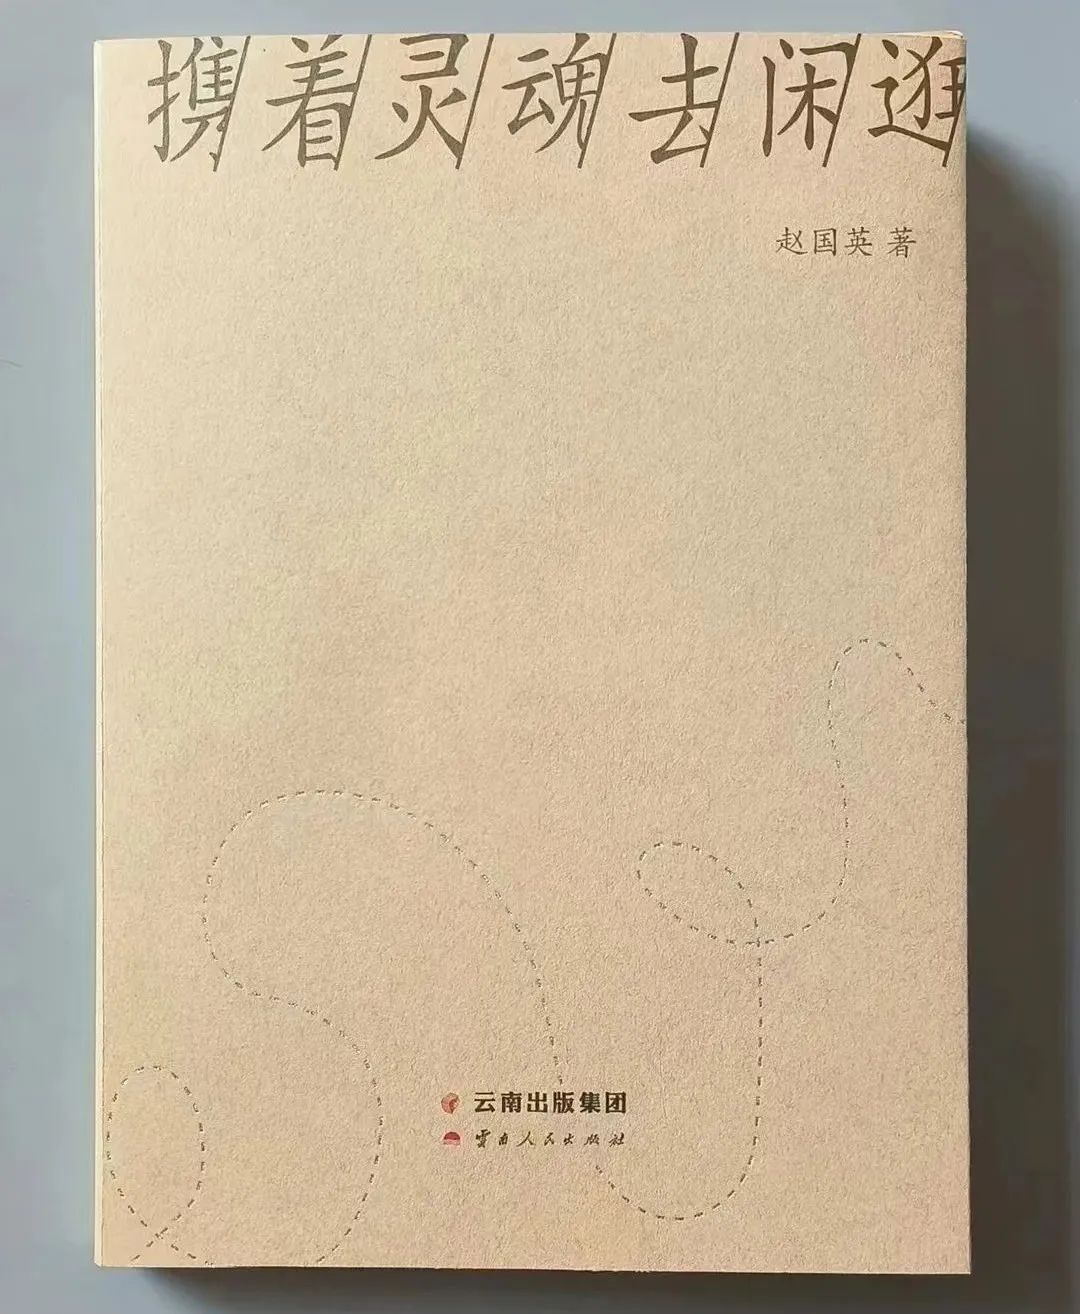 携着灵魂去闲逛
赵国英 著
云南出版集团
雲南人民出版社